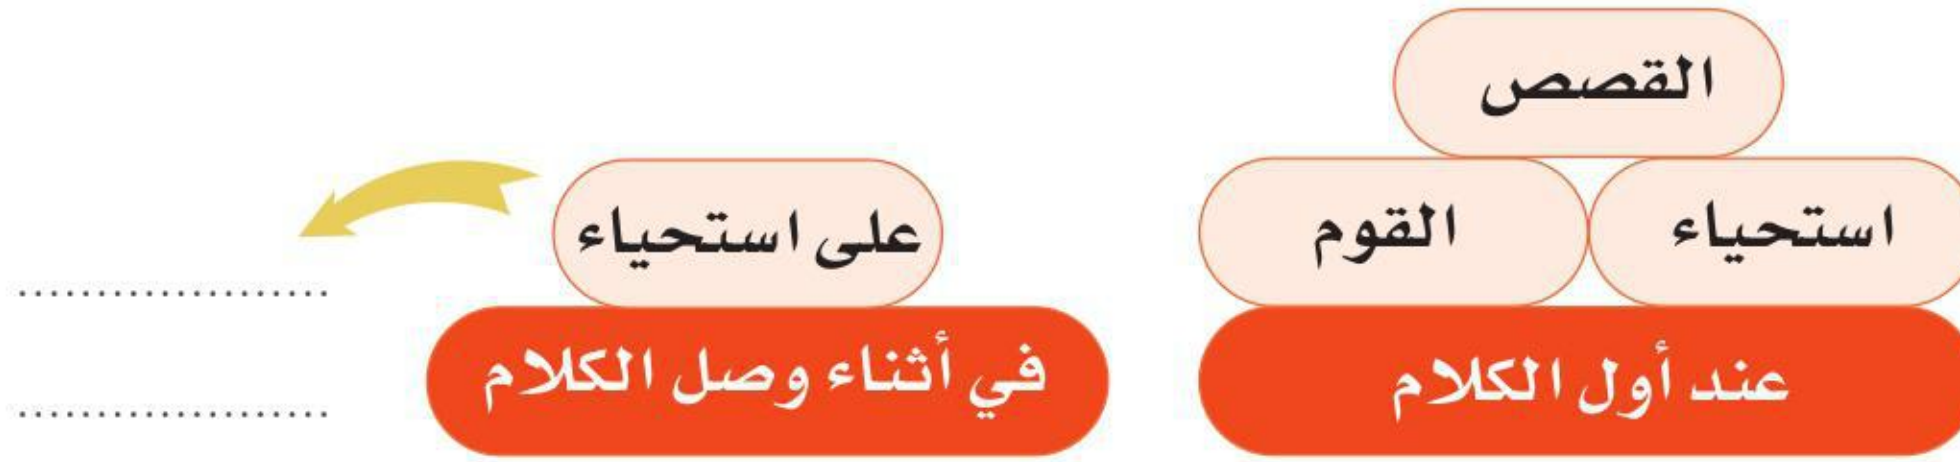 القصص
استحياء
القوم
عند أول الكلام
على استحياء
في أثناء وصل الكلام
.....................
.....................